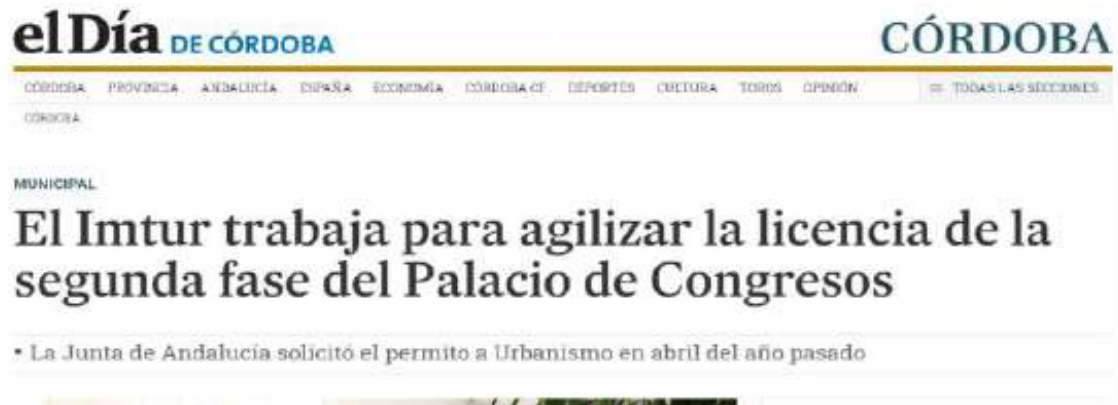 el Día DE CÓRDOBA
CÓRDOBA
CÓRDOBA PROVINCIA ANDALUCÍA ESPAÑA ECONOMÍA CÓRDOBA CF DEPORTES CULTURA TOROS OPINIÓN ≡ TODAS LAS SECCIONES
CÓRDOBA
MUNICIPAL
El Imtur trabaja para agilizar la licencia de la
segunda fase del Palacio de Congresos
• La Junta de Andalucía solicitó el permito a Urbanismo en abril del año pasado